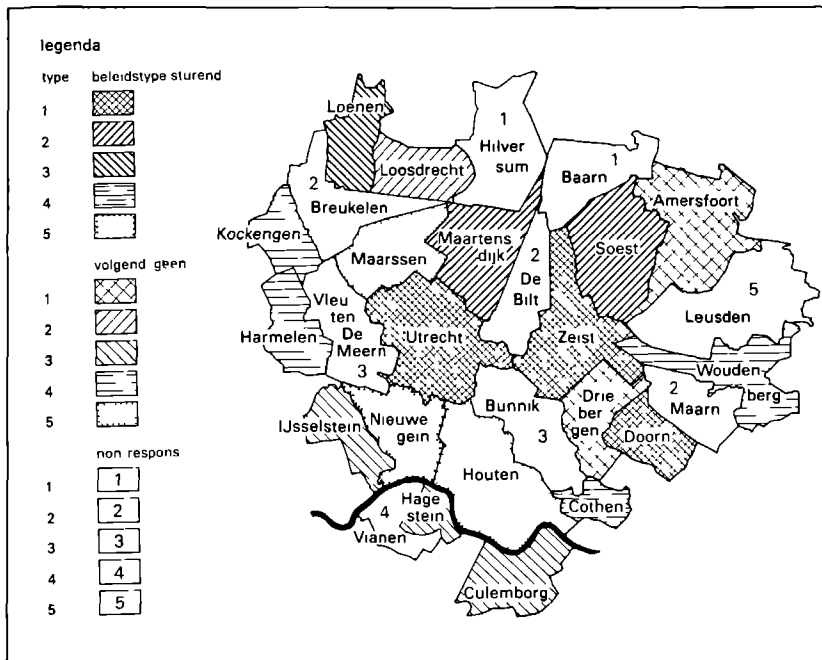 legenda
type beleidstype sturend
1
2
3
4
5
volgend geen
1
2
3
4
5
non respons
1 1
2 2
3 3
4 4
5 5
Loenen
1
Hilver
sum
1
Baarn
Loosdrecht
Amersfoort
2
Breukelen
Kockengen
Maartens
dijk
Soest
Maarssen
2
De
Bilt
5
Leusden
Vleu
ten
De
Meern
3
Harmelen
Utrecht
Zeist
Wouden
berg
2
Maarn
Bunnik
3
Drie
ber
gen
Doorn
IJsselstein
Nieuwe
gein
Houten
Cothen
Hage
stein
4
Vianen
Culemborg